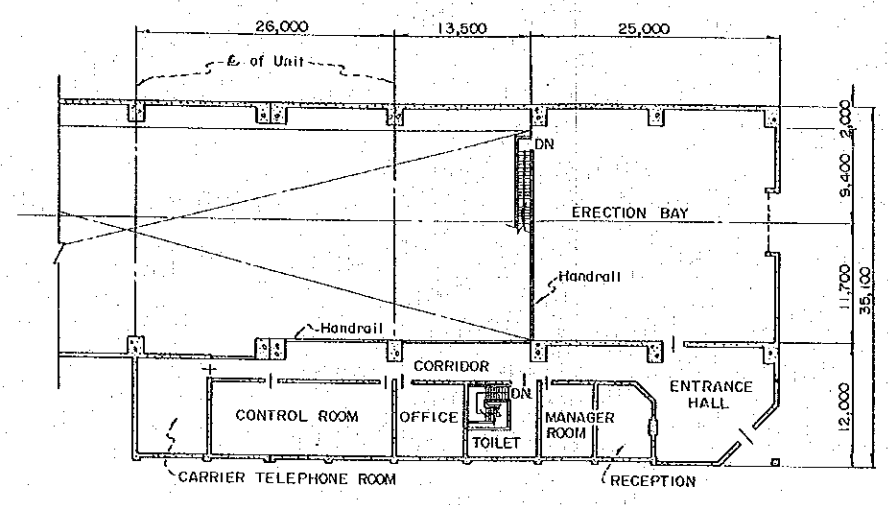 26,000 13,500 25,000
℄ of Unit
2,000
DN
9,400
ERECTION BAY
Handrail
11,700
35,100
Handrail
CORRIDOR
ENTRANCE
HALL
DN
CONTROL ROOM OFFICE MANAGER
ROOM
TOILET
12,000
CARRIER TELEPHONE ROOM
RECEPTION